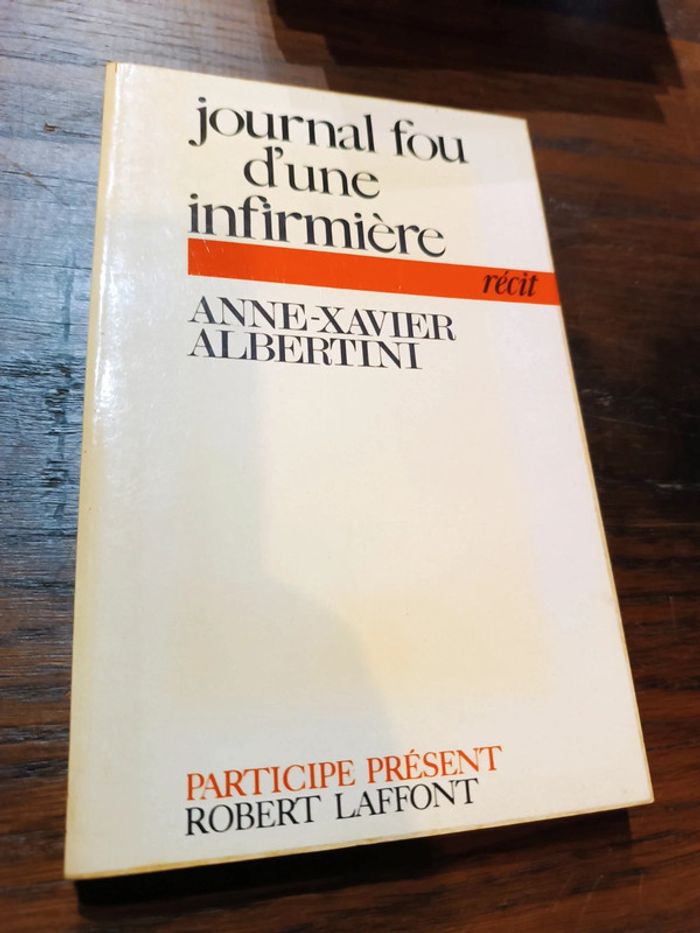 journal fou
d'une
infirmière
récit
ANNE-XAVIER
ALBERTINI
PARTICIPE PRÉSENT
ROBERT LAFFONT